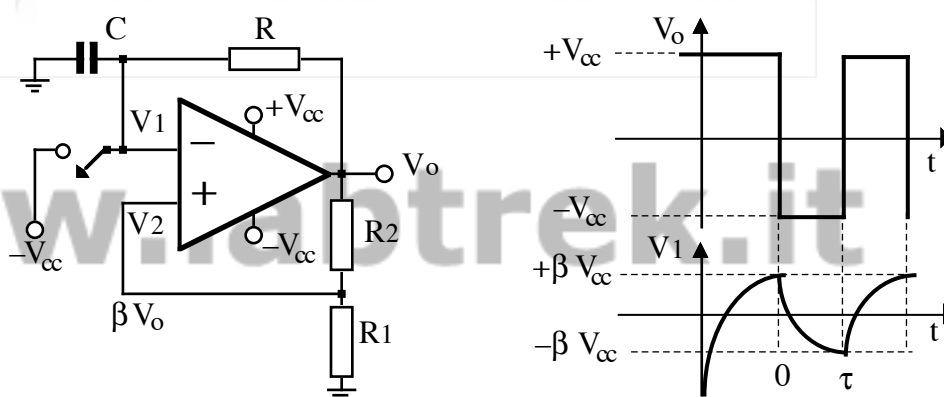 C
R
V1
+Vcc
−
+
Vo
V2
−Vcc
−Vcc
R2
βVo
R1
Vo
+Vcc
t
−Vcc
V1
+β Vcc
t
−β Vcc
0
τ
w.labtrek.it